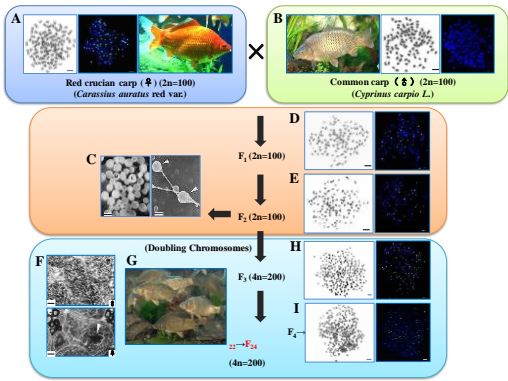 A
B
Red crucian carp (♀) (2n=100)
(Carassius auratus red var.)
Common carp (♁) (2n=100)
(Cyprinus carpio L.)
D
F₁ (2n=100)
C
E
F₂ (2n=100)
(Doubling Chromosomes)
H
F
G
F₃ (4n=200)
I
F₄→
₂₂→F₂₄
(4n=200)